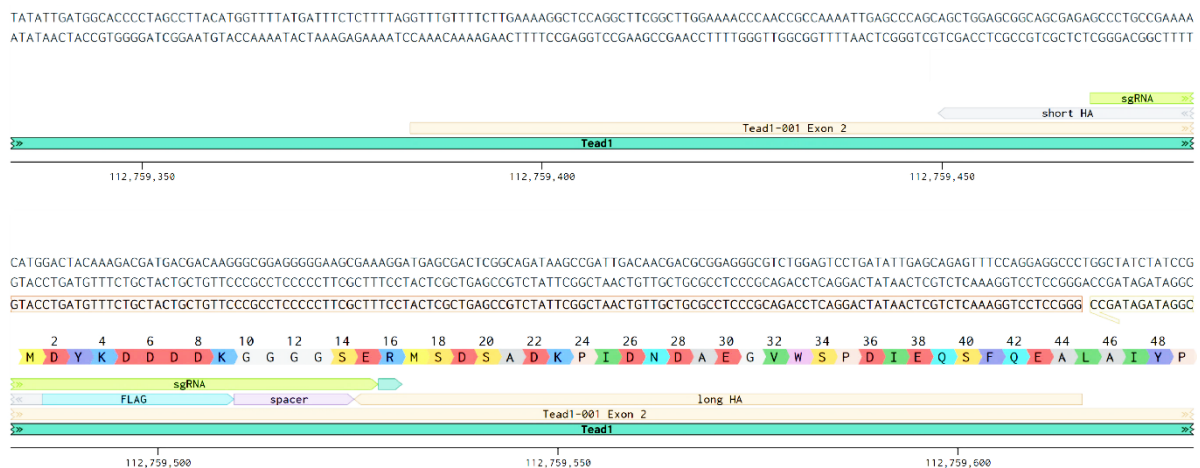 TATATTGATGGCACCCCTAGCCTTACATGGTTTTATGATTTCTCTTTTAGGTTTGTTTTCTTGAAAAGGCTCCAGGCTTCGGCTTGGAAAACCCAACCGCCAAAATTGAGCCCAGCAGCTGGAGCGGCAGCGAGAGCCCTGCCGAAAA
ATATAACTACCGTGGGGATCGGAATGTACCAAAATACTAAAGAGAAAATCCAAACAAAAGAACTTTTCCGAGGTCCGAAGCCGAACCTTTTGGGTTGGCGGTTTTAACTCGGGTCGTCGACCTCGCCGTCGCTCTCGGGACGGCTTTT
sgRNA
short HA
Tead1-001 Exon 2
Tead1
112,759,350 112,759,400 112,759,450
CATGGACTACAAAGACGATGACGACAAGGGCGGAGGGGGAAGCGAAAGGATGAGCGACTCGGCAGATAAGCCGATTGACAACGACGCGGAGGGCGTCTGGAGTCCTGATATTGAGCAGAGTTTCCAGGAGGCCCTGGCTATCTATCCG
GTACCTGATGTTTCTGCTACTGCTGTTCCCGCCTCCCCCTTCGCTTTCCTACTCGCTGAGCCGTCTATTCGGCTAACTGTTGCTGCGCCTCCCGCAGACCTCAGGACTATAACTCGTCTCAAAGGTCCTCCGGGACCGATAGATAGGC
GTACCTGATGTTTCTGCTACTGCTGTTCCCGCCTCCCCCTTCGCTTTCCTACTCGCTGAGCCGTCTATTCGGCTAACTGTTGCTGCGCCTCCCGCAGACCTCAGGACTATAACTCGTCTCAAAGGTCCTCCGGG CCGATAGATAGGC
2 4 6 8 10 12 14 16 18 20 22 24 26 28 30 32 34 36 38 40 42 44 46 48
M D Y K D D D D K G G G G S E R M S D S A D K P I D N D A E G V W S P D I E Q S F Q E A L A I Y P
sgRNA
FLAG spacer long HA
Tead1-001 Exon 2
Tead1
112,759,500 112,759,550 112,759,600